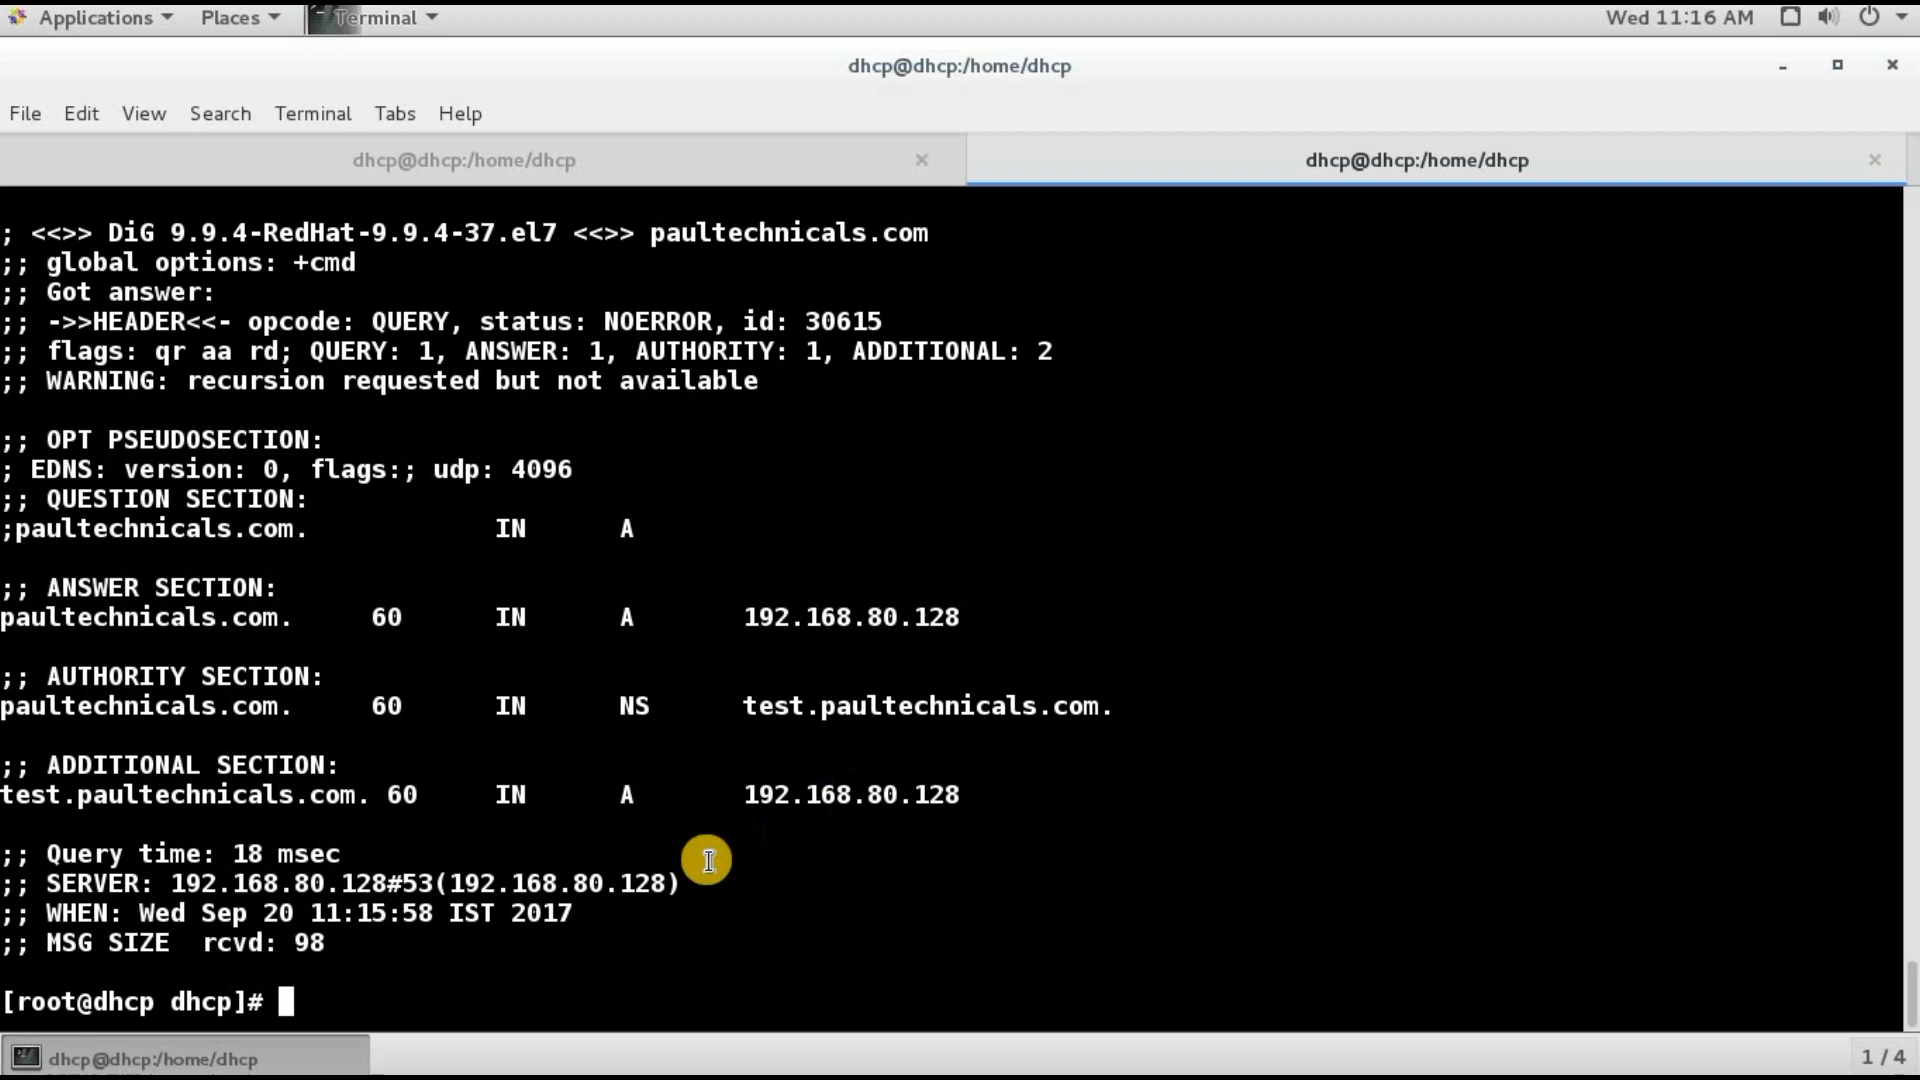 Applications Places Terminal Wed 11:16 AM
dhcp@dhcp:/home/dhcp
File Edit View Search Terminal Tabs Help
dhcp@dhcp:/home/dhcp dhcp@dhcp:/home/dhcp
; <<>> DiG 9.9.4-RedHat-9.9.4-37.el7 <<>> paultechnicals.com
;; global options: +cmd
;; Got answer:
;; ->>HEADER<<- opcode: QUERY, status: NOERROR, id: 30615
;; flags: qr aa rd; QUERY: 1, ANSWER: 1, AUTHORITY: 1, ADDITIONAL: 2
;; WARNING: recursion requested but not available
;; OPT PSEUDOSECTION:
; EDNS: version: 0, flags:; udp: 4096
;; QUESTION SECTION:
;paultechnicals.com. IN A
;; ANSWER SECTION:
paultechnicals.com. 60 IN A 192.168.80.128
;; AUTHORITY SECTION:
paultechnicals.com. 60 IN NS test.paultechnicals.com.
;; ADDITIONAL SECTION:
test.paultechnicals.com. 60 IN A 192.168.80.128
;; Query time: 18 msec
;; SERVER: 192.168.80.128#53(192.168.80.128)
;; WHEN: Wed Sep 20 11:15:58 IST 2017
;; MSG SIZE rcvd: 98
[root@dhcp dhcp]#
dhcp@dhcp:/home/dhcp 1 / 4